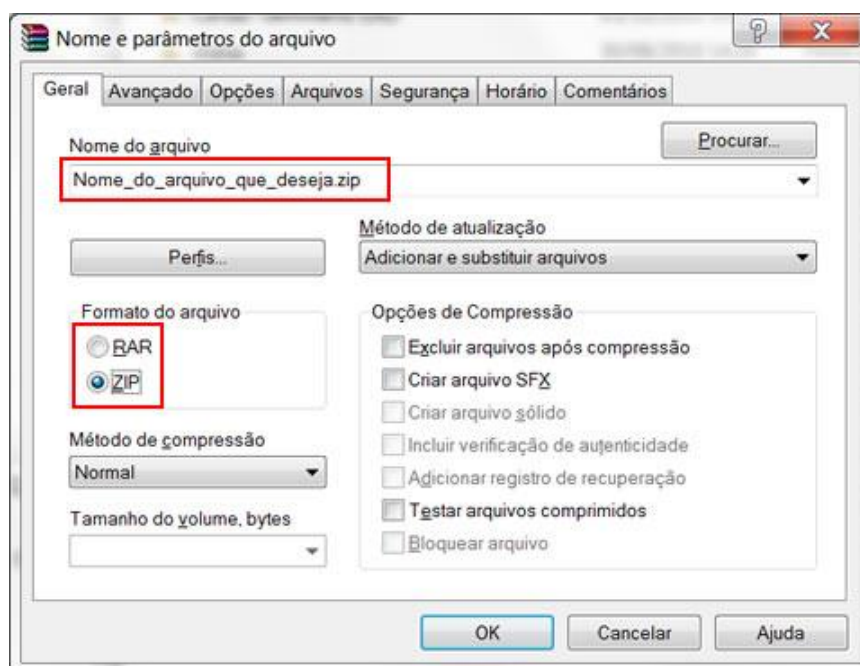 Nome e parâmetros do arquivo
Geral Avançado Opções Arquivos Segurança Horário Comentários
Nome do arquivo
Procurar...
Nome_do_arquivo_que_deseja.zip
Método de atualização
Perfis...
Adicionar e substituir arquivos
Formato do arquivo
RAR
ZIP
Opções de Compressão
Excluir arquivos após compressão
Criar arquivo SFX
Criar arquivo sólido
Incluir verificação de autenticidade
Adicionar registro de recuperação
Testar arquivos comprimidos
Bloquear arquivo
Método de compressão
Normal
Tamanho do volume, bytes
OK Cancelar Ajuda